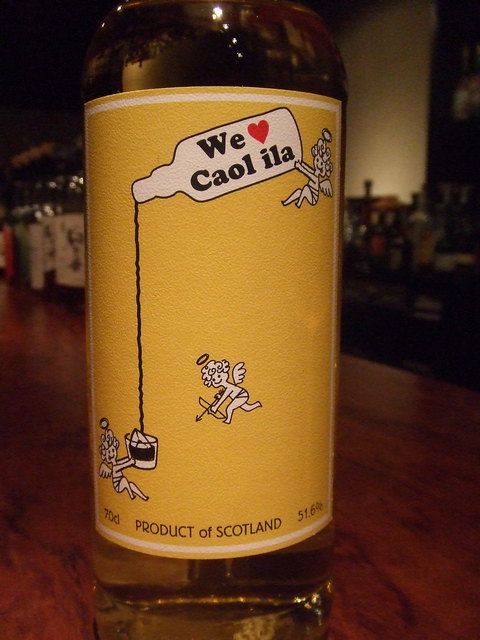 We ♥
Caol ila
70cl PRODUCT of SCOTLAND 51.6%